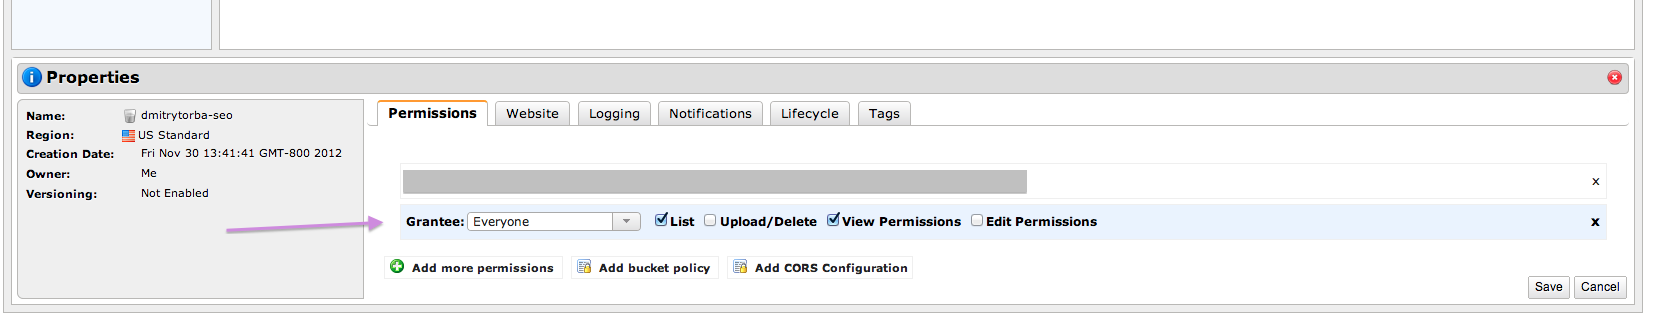 Properties
Name: dmitrytorba-seo
Region: US Standard
Creation Date: Fri Nov 30 13:41:41 GMT-800 2012
Owner: Me
Versioning: Not Enabled
Permissions Website Logging Notifications Lifecycle Tags
x
Grantee: Everyone List Upload/Delete View Permissions Edit Permissions x
Add more permissions Add bucket policy Add CORS Configuration
Save Cancel